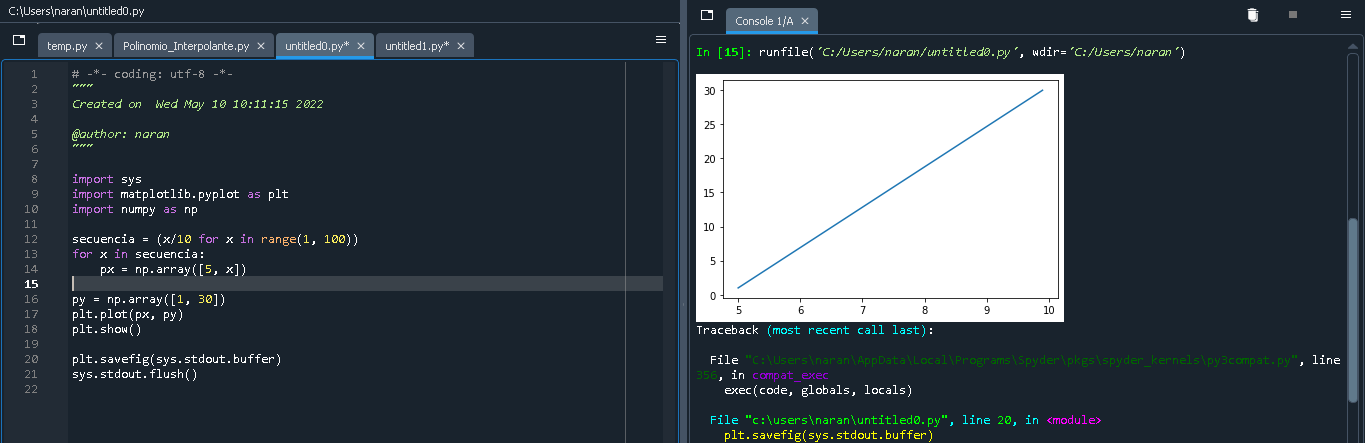 C:\Users\naran\untitled0.py
temp.py
Polinomio_Interpolante.py
untitled0.py*
untitled1.py*
1 # -*- coding: utf-8 -*-
2 """
3 Created on  Wed May 10 10:11:15 2022
4
5 @author: naran
6 """
7
8 import sys
9 import matplotlib.pyplot as plt
10 import numpy as np
11
12 secuencia = (x/10 for x in range(1, 100))
13 for x in secuencia:
14     px = np.array([5, x])
15
16 py = np.array([1, 30])
17 plt.plot(px, py)
18 plt.show()
19
20 plt.savefig(sys.stdout.buffer)
21 sys.stdout.flush()
22
Console 1/A
In [15]: runfile('C:/Users/naran/untitled0.py', wdir='C:/Users/naran')
30
25
20
15
10
5
0
5 6 7 8 9 10
Traceback (most recent call last):
File "C:\Users\naran\AppData\Local\Programs\Spyder\pkgs\spyder_kernels\py3compat.py", line
356, in compat_exec
exec(code, globals, locals)
File "c:\users\naran\untitled0.py", line 20, in <module>
plt.savefig(sys.stdout.buffer)